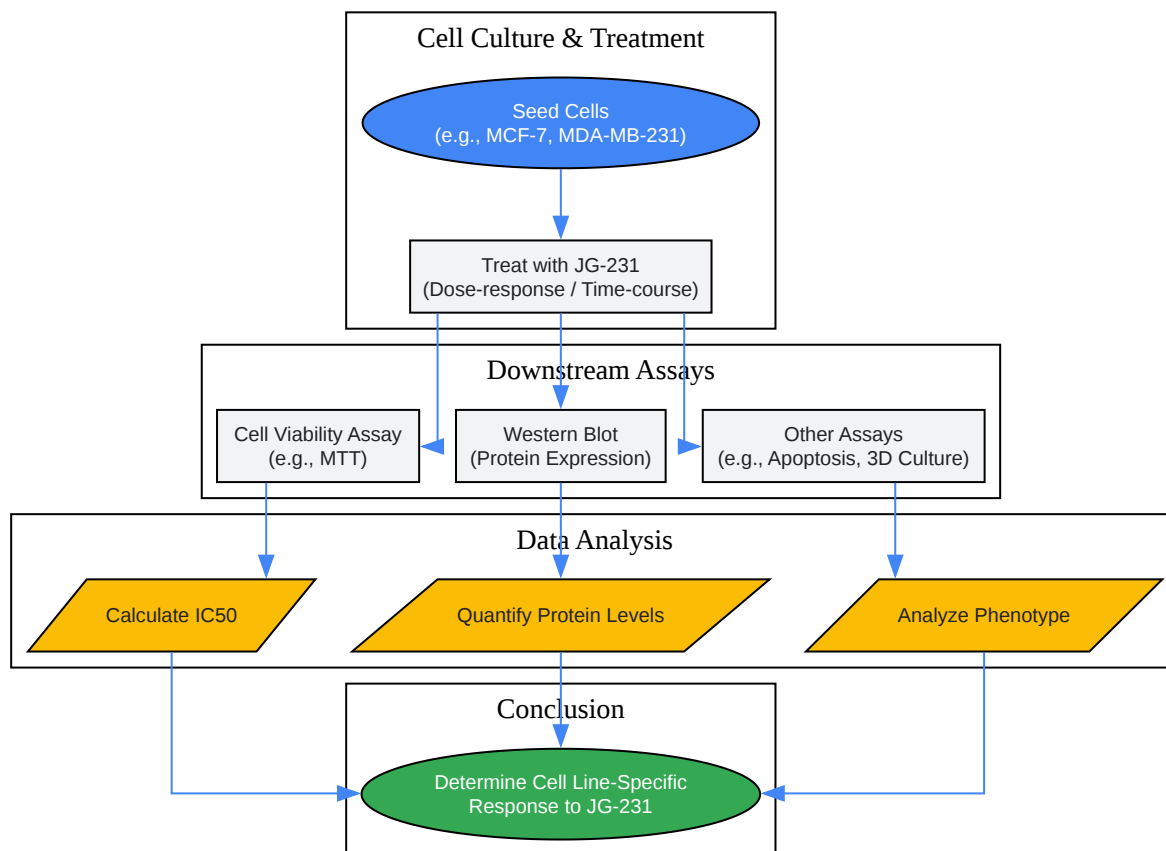 Cell Culture & Treatment
Seed Cells
(e.g., MCF-7, MDA-MB-231)
Treat with JG-231
(Dose-response / Time-course)
Downstream Assays
Cell Viability Assay
(e.g., MTT)
Western Blot
(Protein Expression)
Other Assays
(e.g., Apoptosis, 3D Culture)
Data Analysis
Calculate IC50
Quantify Protein Levels
Analyze Phenotype
Conclusion
Determine Cell Line-Specific
Response to JG-231